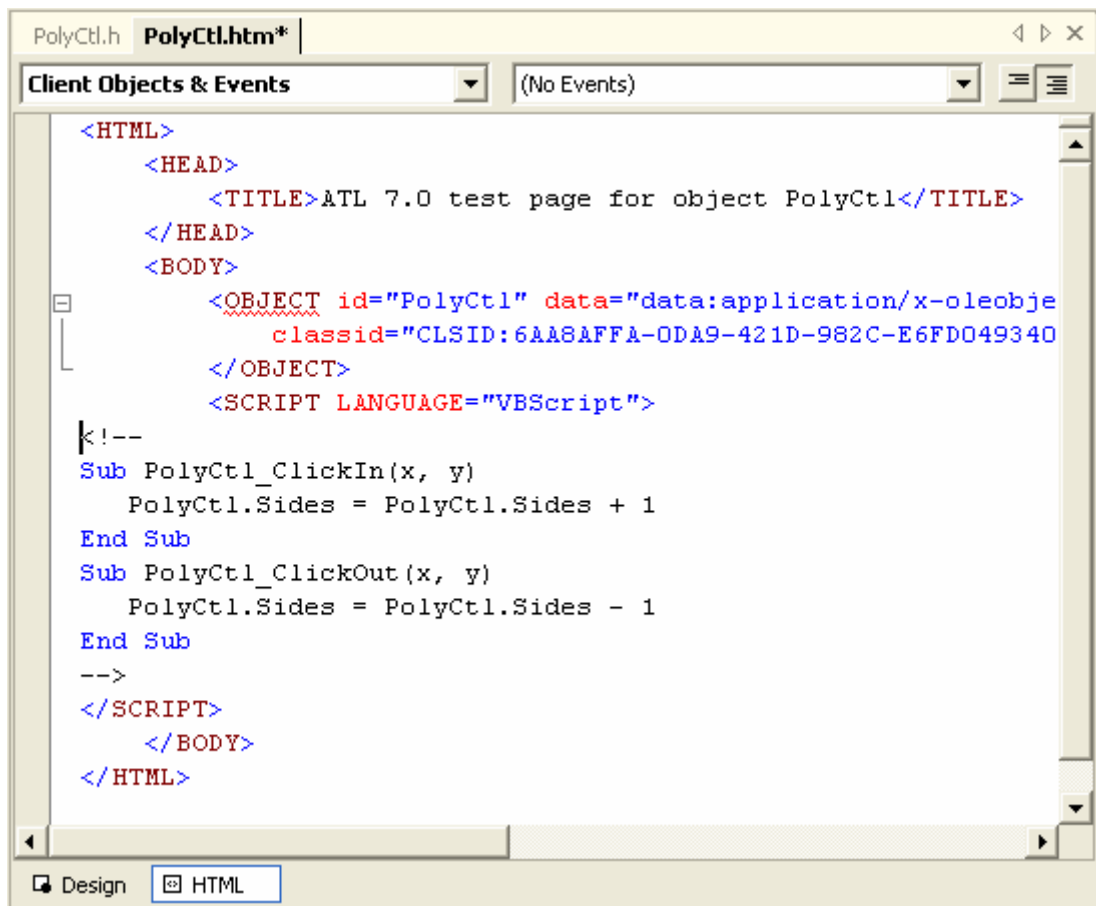 PolyCtl.h PolyCtl.htm*
Client Objects & Events (No Events)
<HTML>
<HEAD>
<TITLE>ATL 7.0 test page for object PolyCtl</TITLE>
</HEAD>
<BODY>
<OBJECT id="PolyCtl" data="data:application/x-oleobje
classid="CLSID:6AA8AFFA-0DA9-421D-982C-E6FD049340
</OBJECT>
<SCRIPT LANGUAGE="VBScript">
<!--
Sub PolyCtl_ClickIn(x, y)
PolyCtl.Sides = PolyCtl.Sides + 1
End Sub
Sub PolyCtl_ClickOut(x, y)
PolyCtl.Sides = PolyCtl.Sides - 1
End Sub
-->
</SCRIPT>
</BODY>
</HTML>
Design HTML